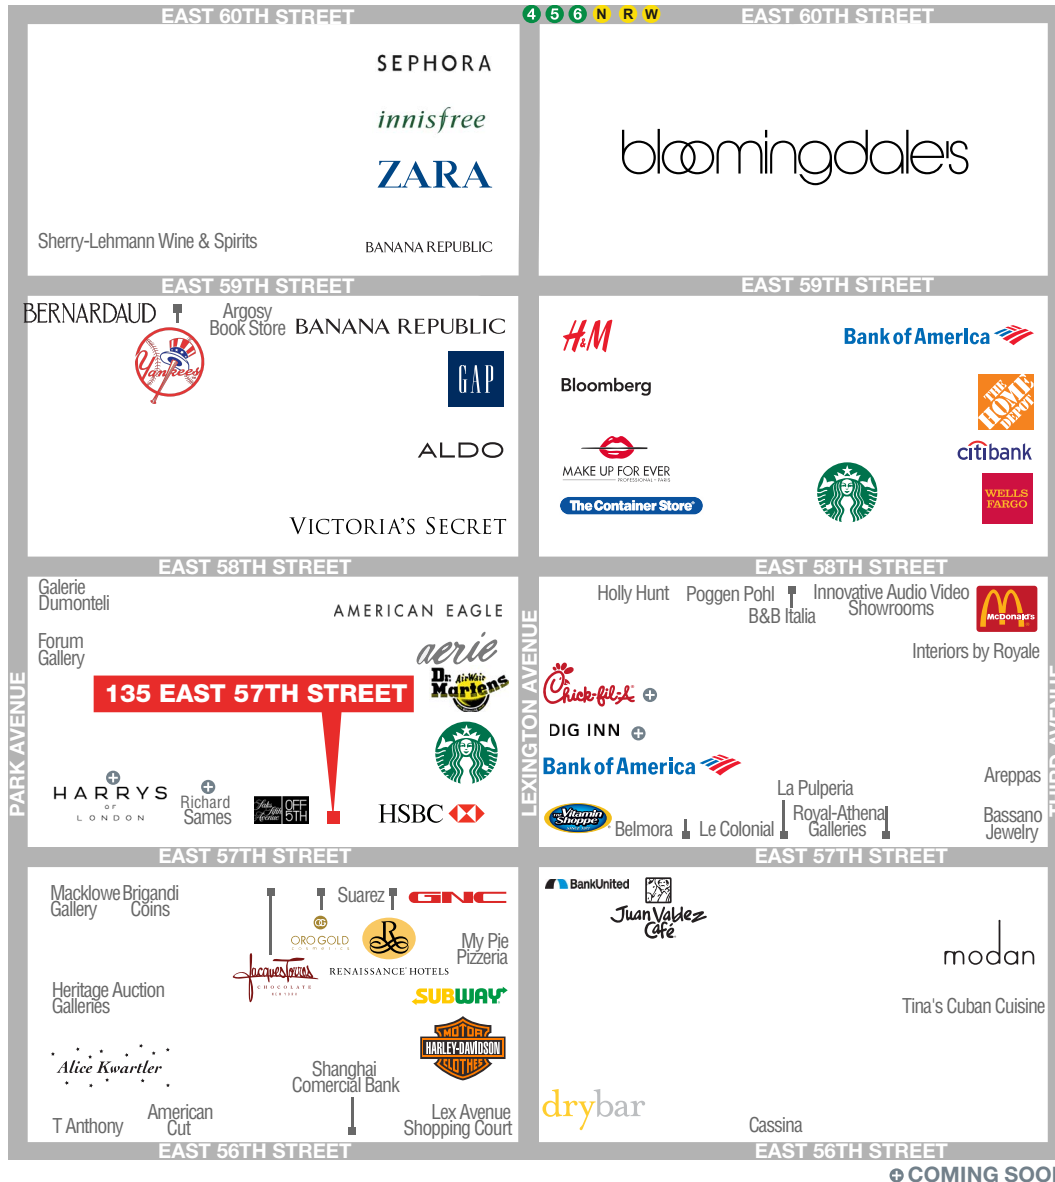 EAST 60TH STREET
4 5 6 N R W
EAST 60TH STREET
SEPHORA
innisfree
ZARA
Sherry-Lehmann Wine & Spirits
BANANA REPUBLIC
bloomingdale's
EAST 59TH STREET
EAST 59TH STREET
BERNARDAUD
Yankees
Argosy
Book Store
BANANA REPUBLIC
GAP
ALDO
VICTORIA'S SECRET
H&M
Bank of America
Bloomberg
THE
HOME
DEPOT
citibank
MAKE UP FOR EVER
PROFESSIONAL - PARIS
The Container Store
WELLS
FARGO
EAST 58TH STREET
EAST 58TH STREET
Galerie
Dumonteli
AMERICAN EAGLE
Forum
Gallery
aerie
135 EAST 57TH STREET
Dr. AirWair
Martens
HARRYS
OF
LONDON
Richard
Sames
Saks
Fifth
Avenue
OFF
5TH
HSBC
PARK AVENUE
LEXINGTON AVENUE
THIRD AVENUE
Holly Hunt
Poggen Pohl
B&B Italia
Innovative Audio Video
Showrooms
McDonald's
Interiors by Royale
Chick-fil-A
DIG INN
Bank of America
Areppas
La Pulperia
the Vitamin
Shoppe
Belmora
Le Colonial
Royal-Athena
Galleries
Bassano
Jewelry
EAST 57TH STREET
EAST 57TH STREET
Macklowe
Gallery
Brigandi
Coins
Suarez
GNC
OG
ORO GOLD
cosmetics
R
RENAISSANCE HOTELS
My Pie
Pizzeria
Jacques Torres
CHOCOLATE
NEW YORK
Heritage Auction
Galleries
SUBWAY
MOTOR
HARLEY-DAVIDSON
CLOTHES
Alice Kwartler
Shanghai
Comercial Bank
T Anthony
American
Cut
Lex Avenue
Shopping Court
BankUnited
Juan Valdez
Café
modan
Tina's Cuban Cuisine
drybar
Cassina
EAST 56TH STREET
EAST 56TH STREET
COMING SOO